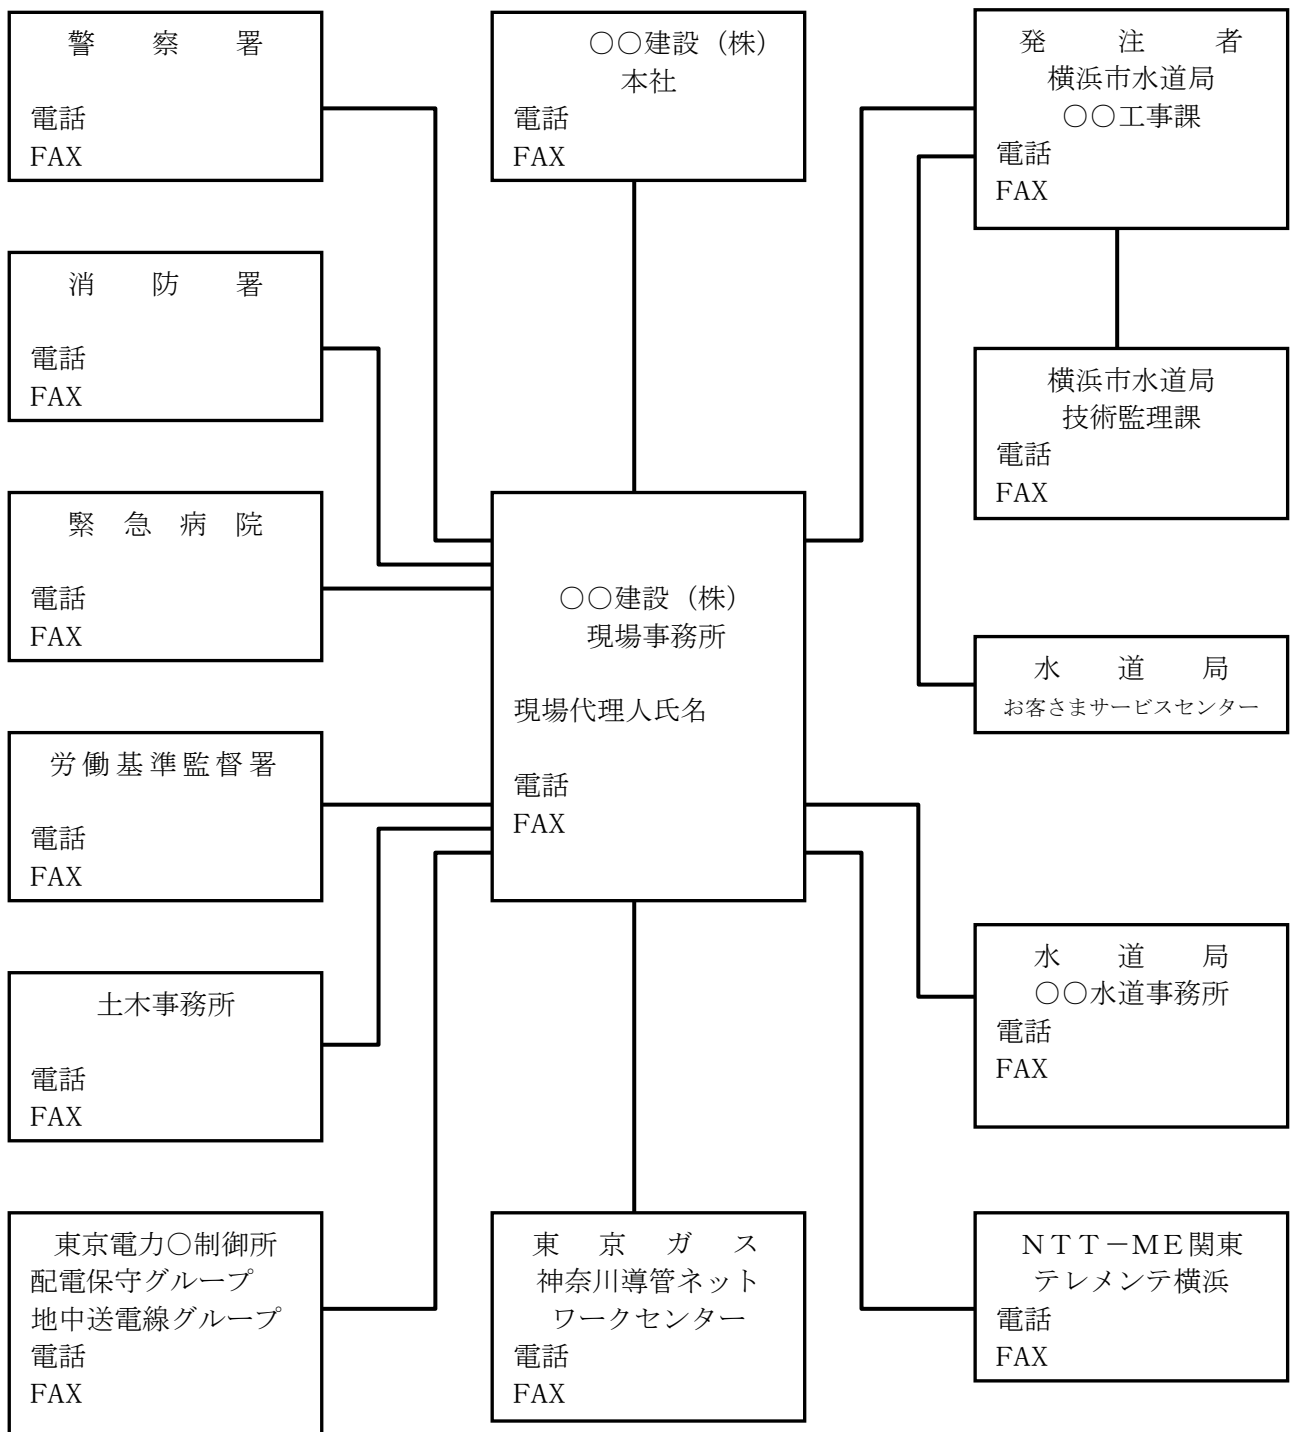 警察署
電話
FAX
○○建設（株）
本社
電話
FAX
発注者
横浜市水道局
○○工事課
電話
FAX
消防署
電話
FAX
横浜市水道局
技術監理課
電話
FAX
緊急病院
電話
FAX
○○建設（株）
現場事務所
現場代理人氏名
電話
FAX
水道局
お客さまサービスセンター
労働基準監督署
電話
FAX
水道局
○○水道事務所
電話
FAX
土木事務所
電話
FAX
東京電力○制御所
配電保守グループ
地中送電線グループ
電話
FAX
東京ガス
神奈川導管ネット
ワークセンター
電話
FAX
ＮＴＴ－ＭＥ関東
テレメンテ横浜
電話
FAX